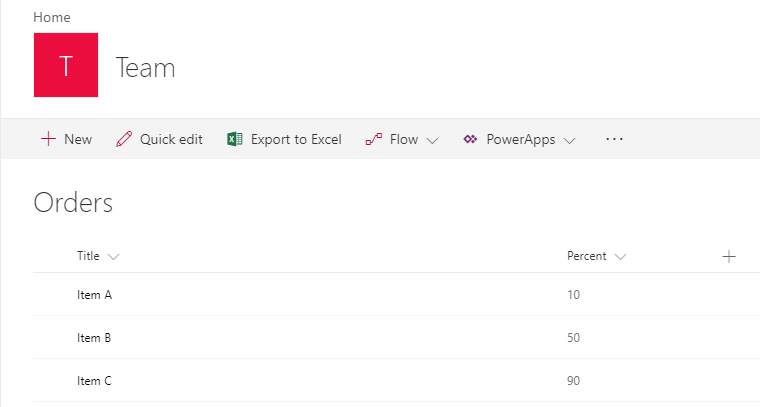 Home
T
Team
New Quick edit Export to Excel Flow PowerApps ...
Orders
Title Percent
Item A 10
Item B 50
Item C 90